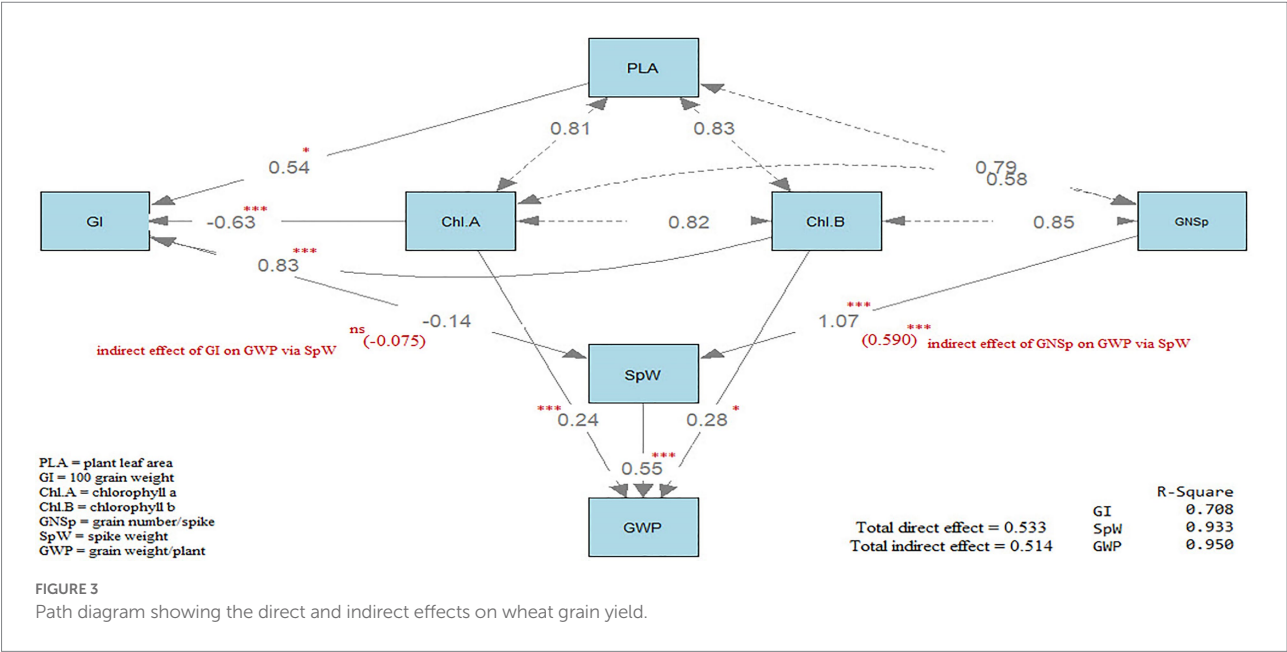 PLA
0.81
0.83
0.54 *
0.79
0.58
GI
-0.63 ***
Chl.A
0.82
Chl.B
0.85
GNSp
0.83 ***
-0.14
1.07 ***
indirect effect of GI on GWP via SpW ns (-0.075)
(0.590) *** indirect effect of GNSp on GWP via SpW
SpW
*** 0.24
0.28 *
0.55 ***
GWP
PLA = plant leaf area
GI = 100 grain weight
Chl.A = chlorophyll a
Chl.B = chlorophyll b
GNSp = grain number/spike
SpW = spike weight
GWP = grain weight/plant
Total direct effect = 0.533
Total indirect effect = 0.514
R-Square
GI 0.708
SpW 0.933
GWP 0.950
FIGURE 3
Path diagram showing the direct and indirect effects on wheat grain yield.